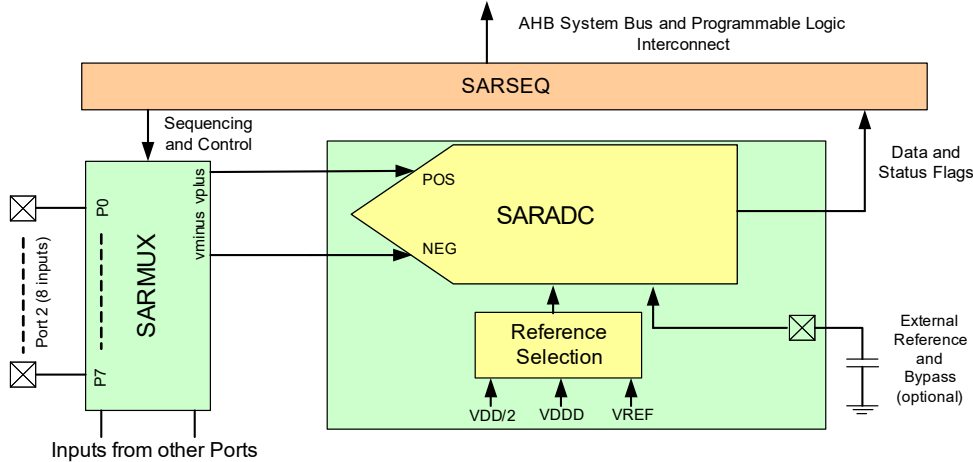 AHB System Bus and Programmable Logic
Interconnect
SARSEQ
Sequencing
and Control
Data and
Status Flags
vminus vplus
POS
NEG
SARADC
P0
P7
SARMUX
Port 2 (8 inputs)
Reference
Selection
VDD/2
VDDD
VREF
External
Reference
and
Bypass
(optional)
Inputs from other Ports